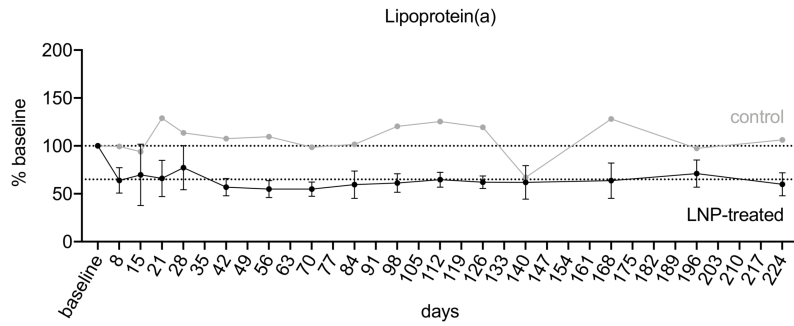 Lipoprotein(a)
200
150
100
50
0
% baseline
control
LNP-treated
baseline 8 15 21 28 35 42 49 56 63 70 77 84 91 98 105 112 119 126 133 140 147 154 161 168 175 182 189 196 203 210 217 224
days